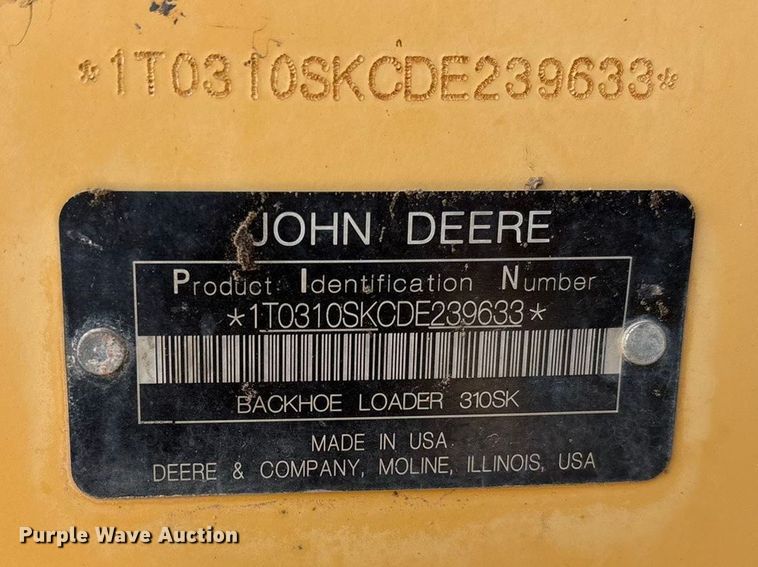 *1T0310SKCDE239633*
JOHN DEERE
Product Identification Number
*1T0310SKCDE239633*
BACKHOE LOADER 310SK
MADE IN USA
DEERE & COMPANY, MOLINE, ILLINOIS, USA
Purple Wave Auction